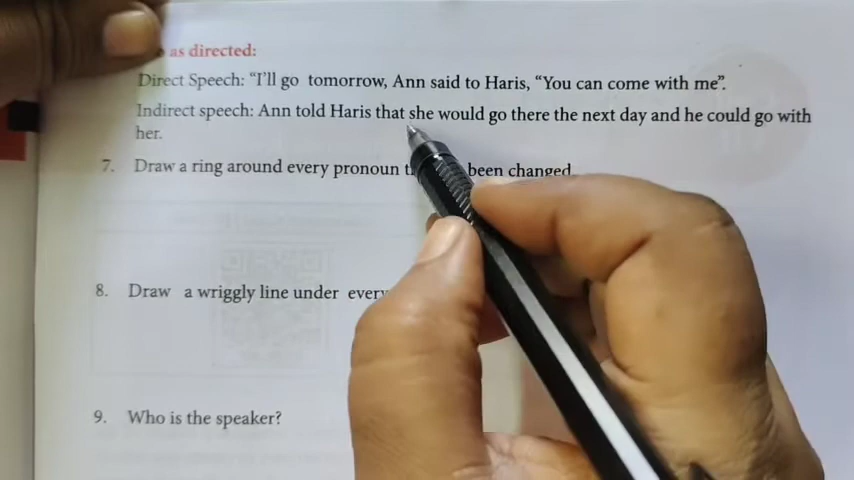 as directed:
Direct Speech: "I'll go tomorrow, Ann said to Haris, "You can come with me".
Indirect speech: Ann told Haris that she would go there the next day and he could go with
her.
7. Draw a ring around every pronoun been changed
8. Draw a wriggly line under every
9. Who is the speaker?